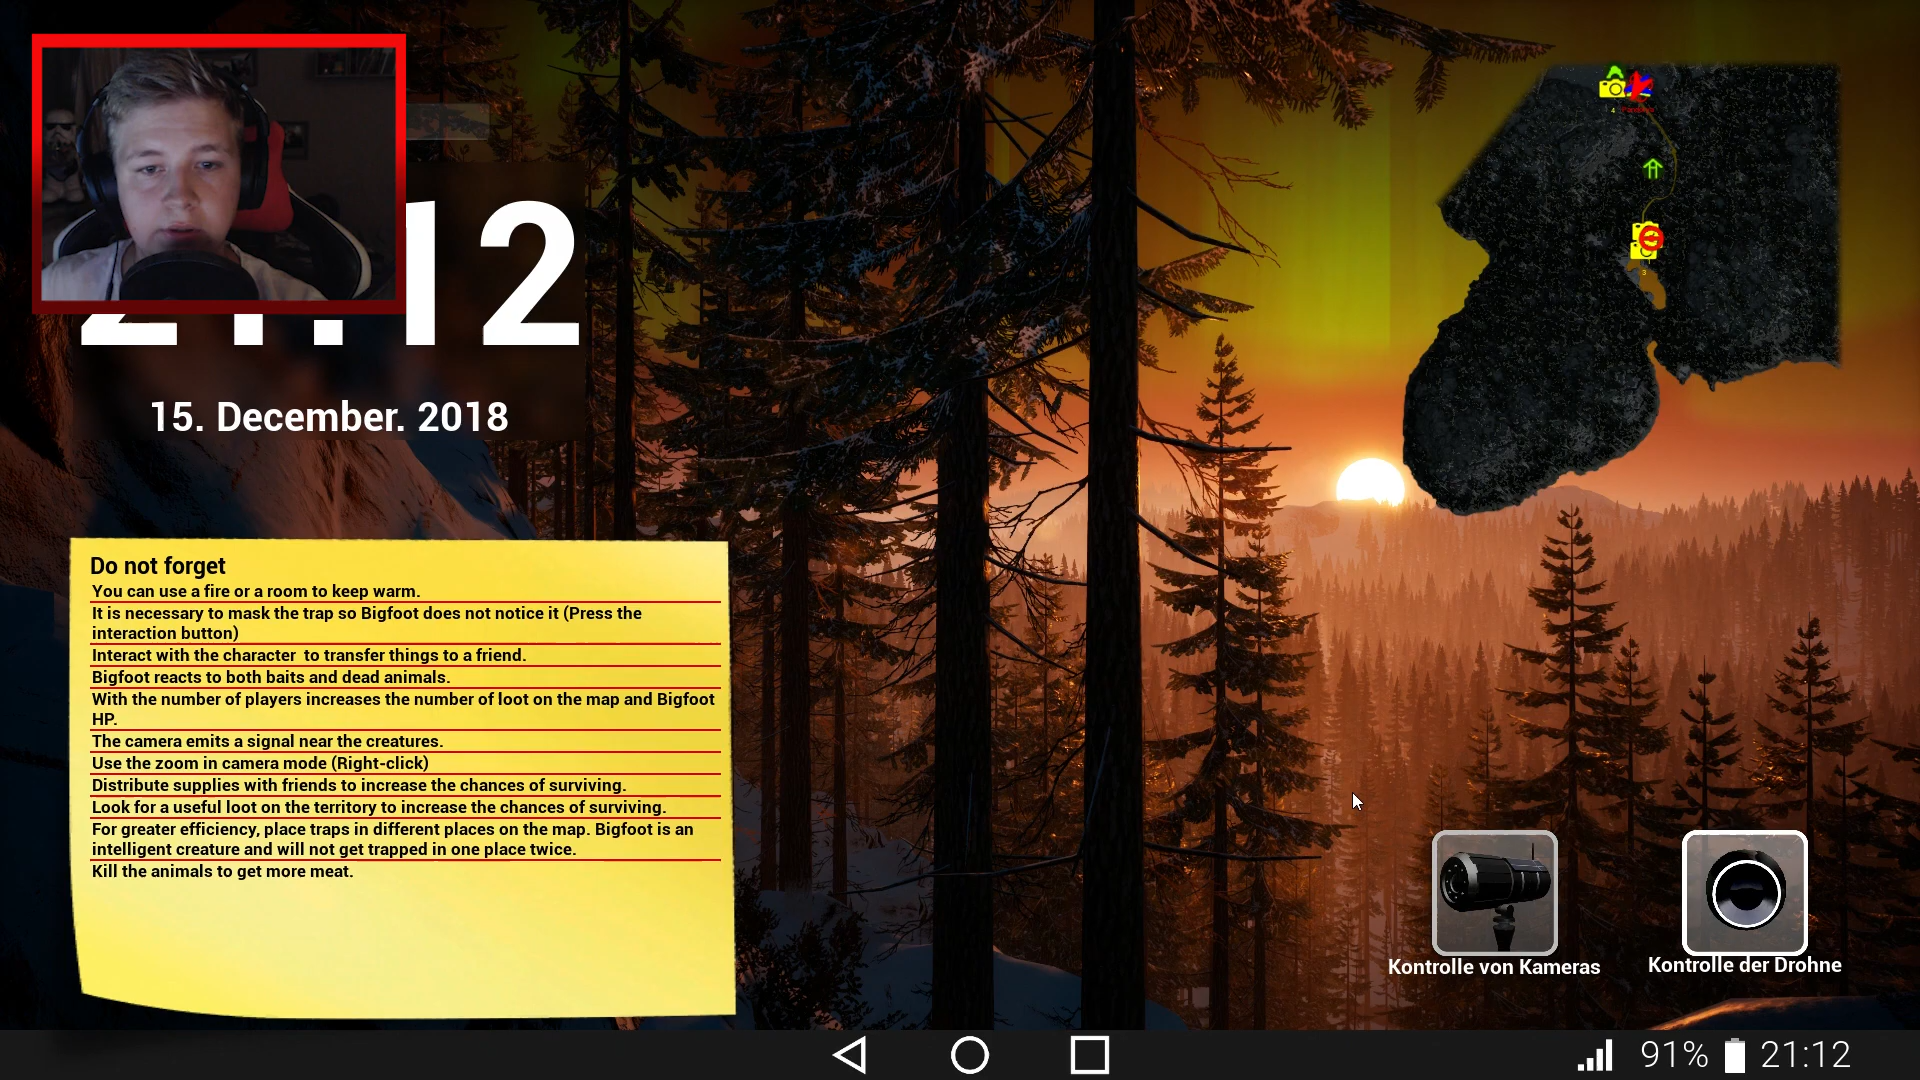 21:12
15. December. 2018
Do not forget
You can use a fire or a room to keep warm.
It is necessary to mask the trap so Bigfoot does not notice it (Press the
interaction button)
Interact with the character  to transfer things to a friend.
Bigfoot reacts to both baits and dead animals.
With the number of players increases the number of loot on the map and Bigfoot
HP.
The camera emits a signal near the creatures.
Use the zoom in camera mode (Right-click)
Distribute supplies with friends to increase the chances of surviving.
Look for a useful loot on the territory to increase the chances of surviving.
For greater efficiency, place traps in different places on the map. Bigfoot is an
intelligent creature and will not get trapped in one place twice.
Kill the animals to get more meat.
4
3
Kontrolle von Kameras
Kontrolle der Drohne
91% 21:12